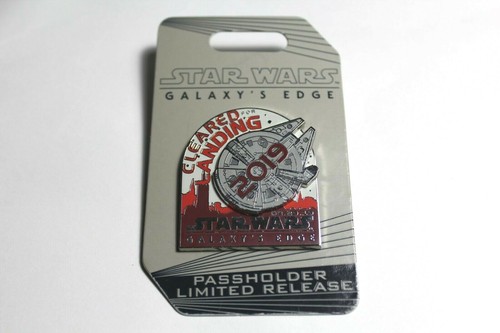 STAR WARS
GALAXY'S EDGE
CLEARED FOR
LANDING
2019
STAR WARS
GALAXY'S EDGE
PASSHOLDER
LIMITED RELEASE